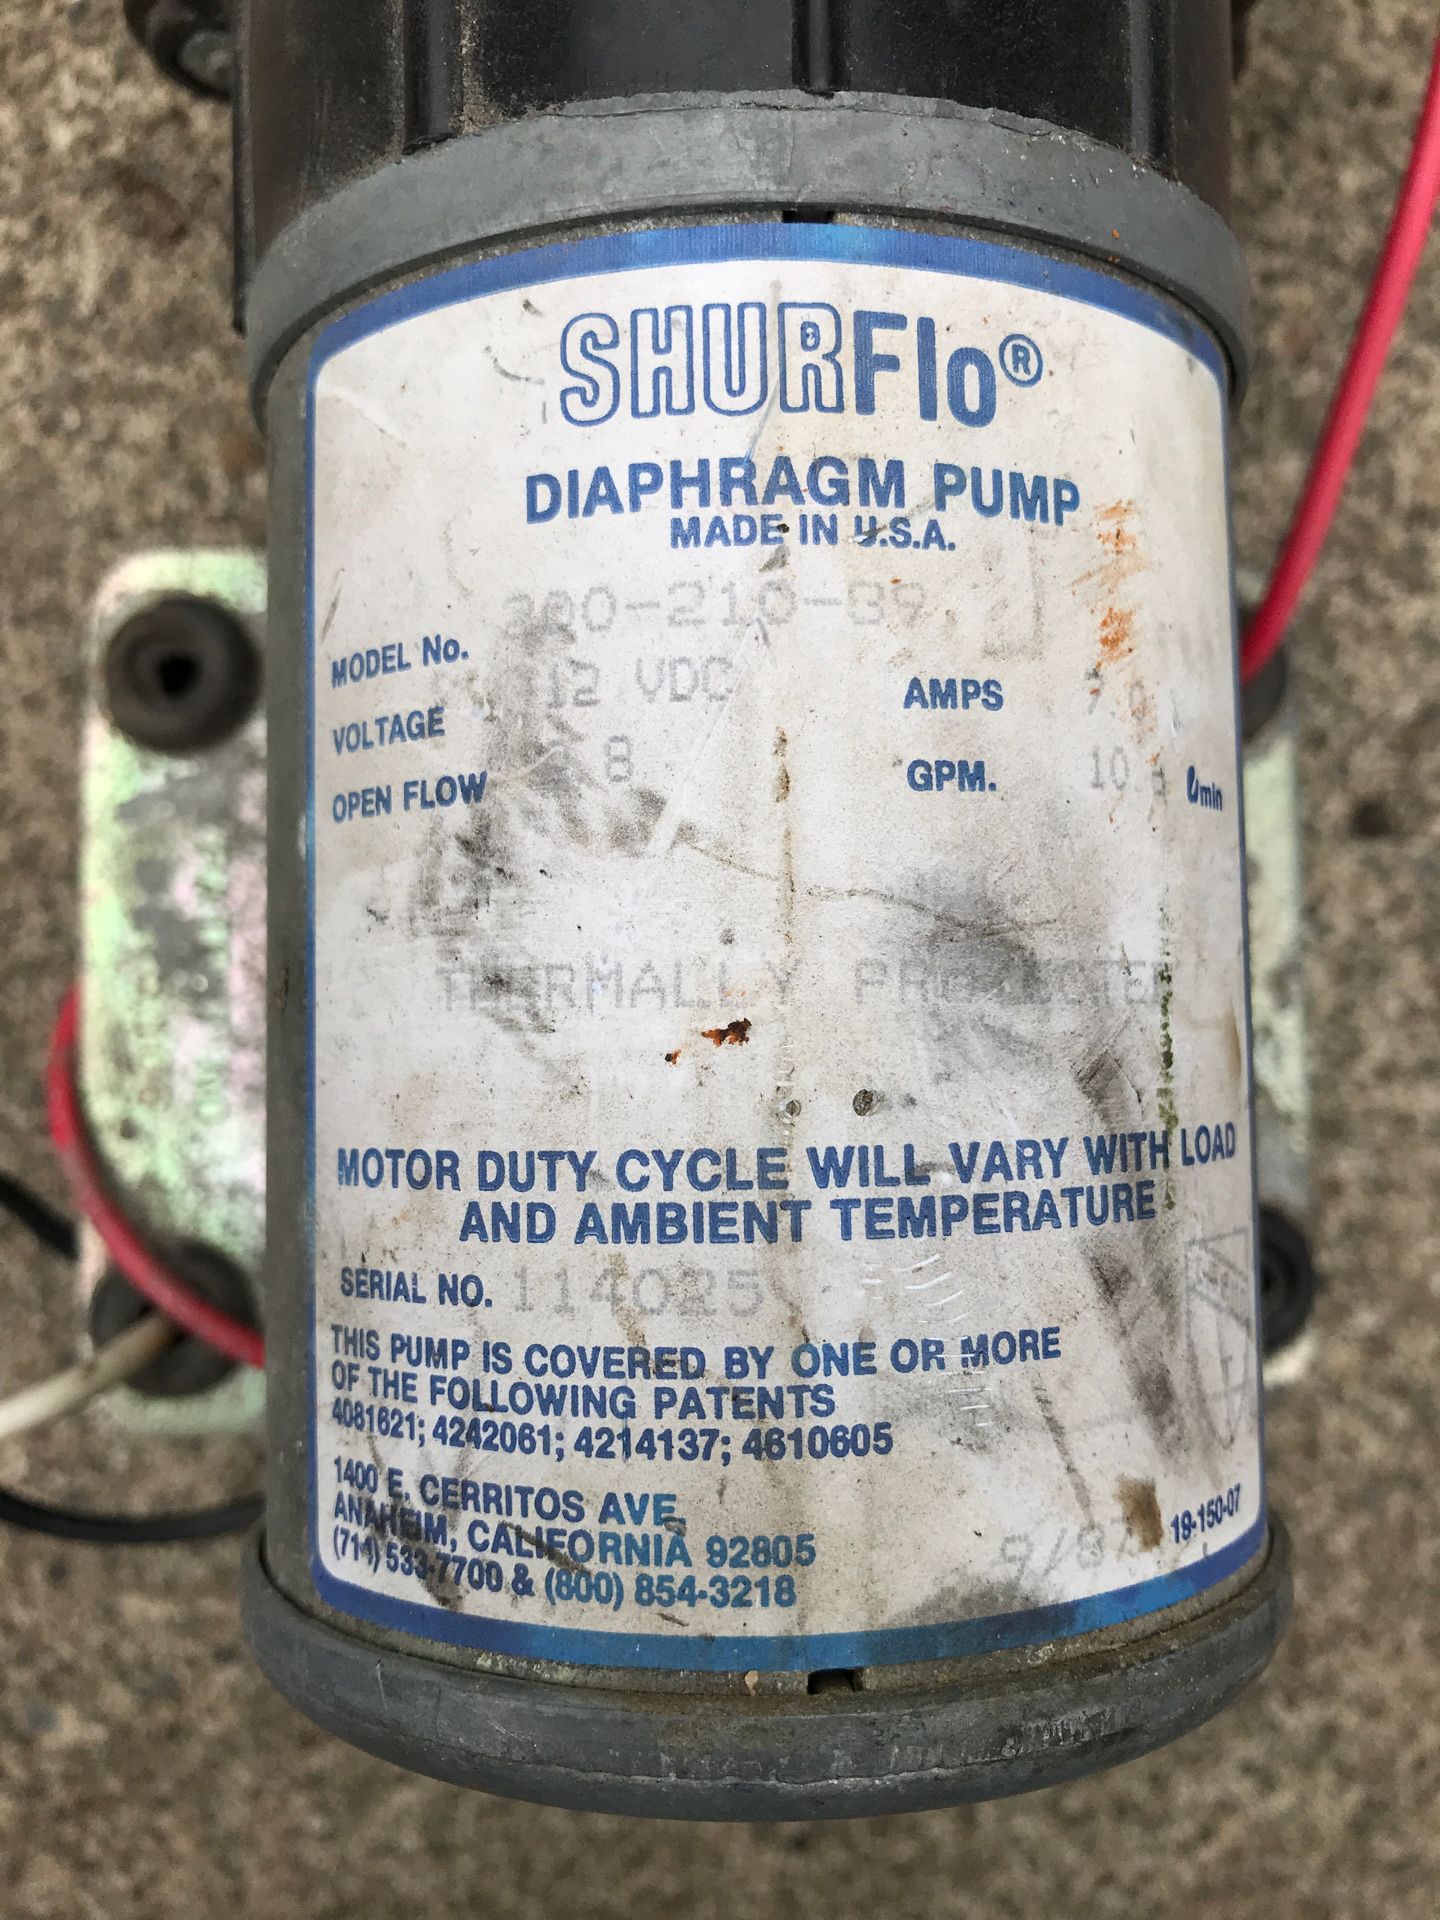 SHURFlo®
DIAPHRAGM PUMP
MADE IN U.S.A.
MODEL No.
VOLTAGE 12 VDC AMPS
OPEN FLOW GPM. ℓmin
THERMALLY PROTECTED
MOTOR DUTY CYCLE WILL VARY WITH LOAD
AND AMBIENT TEMPERATURE
SERIAL NO. 114025
THIS PUMP IS COVERED BY ONE OR MORE
OF THE FOLLOWING PATENTS
4081621; 4242061; 4214137; 4610605
1400 E. CERRITOS AVE.
ANAHEIM, CALIFORNIA 92805
(714) 533-7700 & (800) 854-3218
9/87
19-150-07